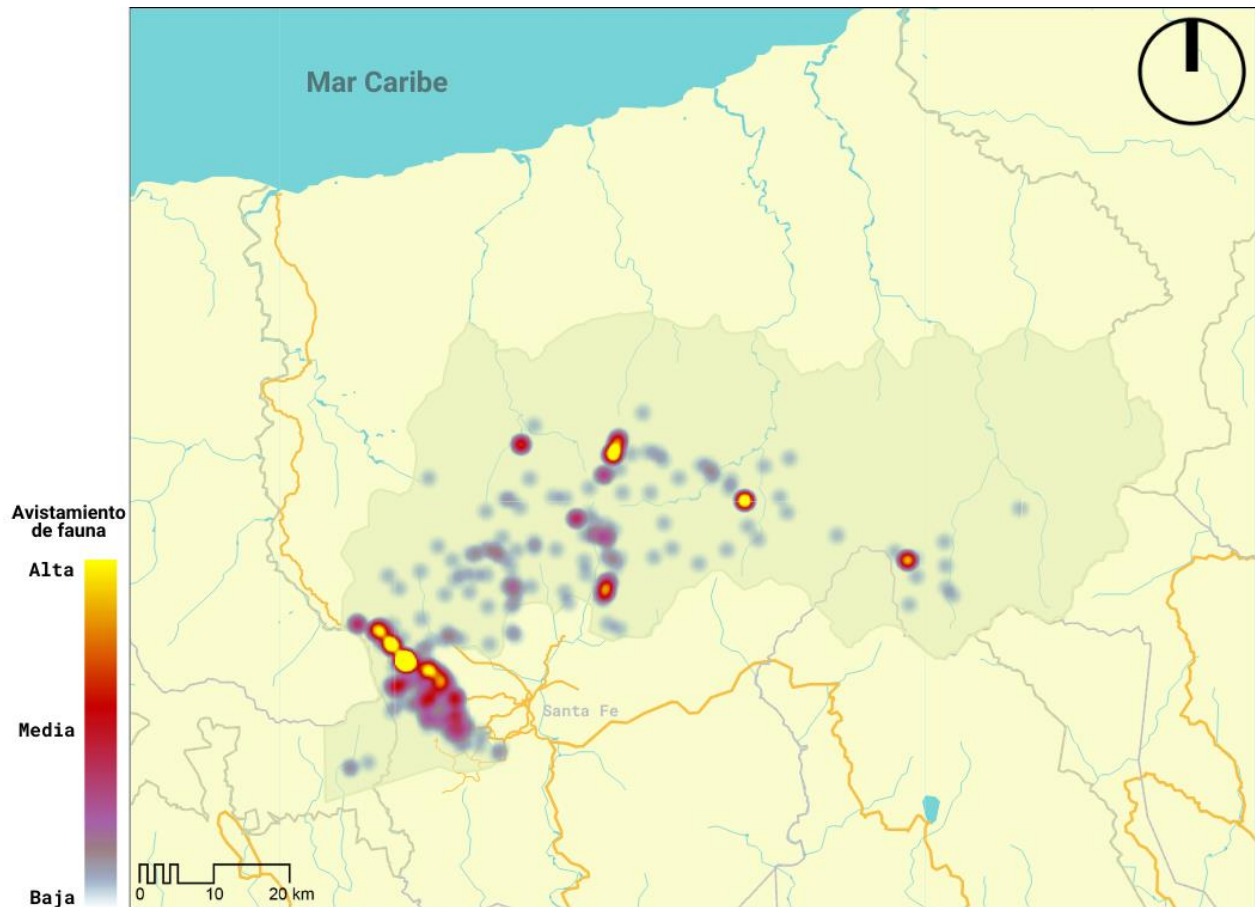 Mar Caribe
Avistamiento
de fauna
Alta
Media
Baja
Santa Fe
0 10 20 km